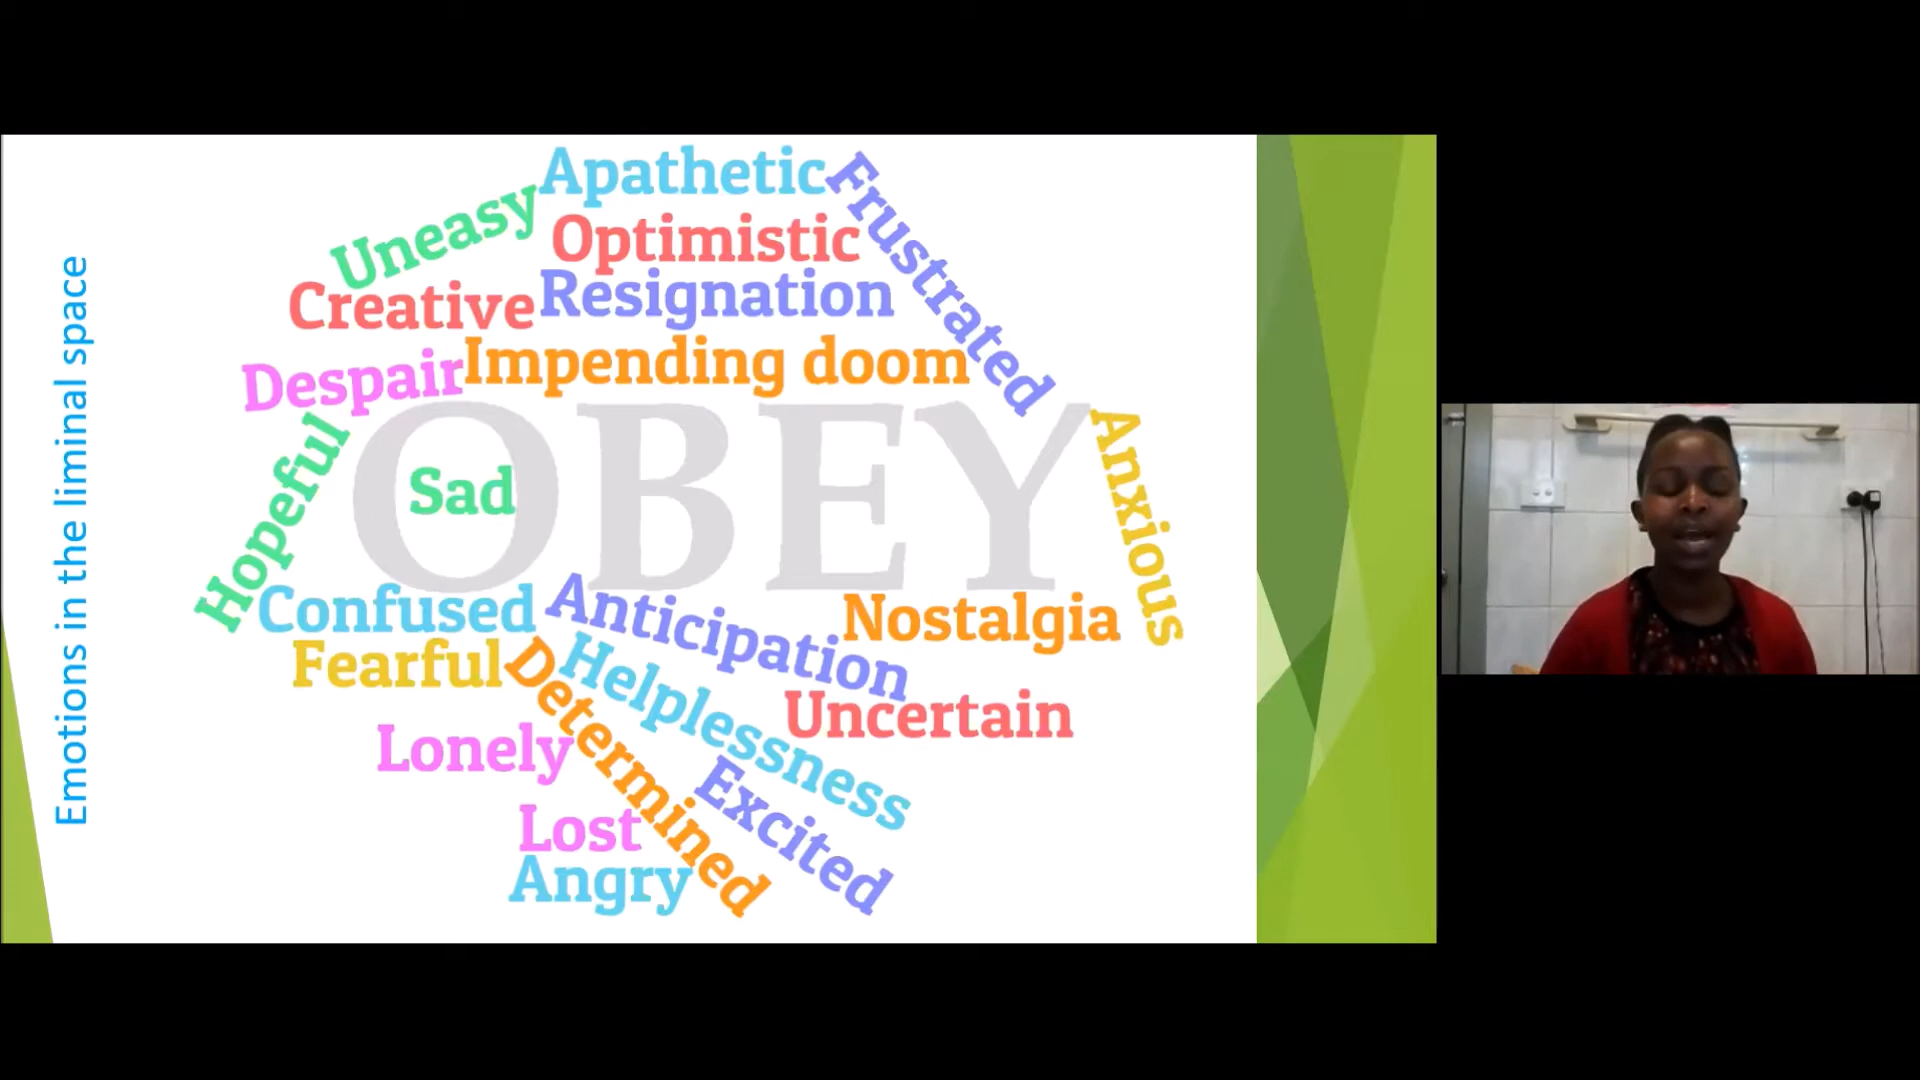 Emotions in the liminal space
Apathetic
Frustrated
Uneasy
Optimistic
Creative
Resignation
Despair
Impending doom
OBEY
Hopeful
Sad
Anxious
Confused
Anticipation
Nostalgia
Fearful
Determined
Helplessness
Uncertain
Lonely
Excited
Lost
Angry